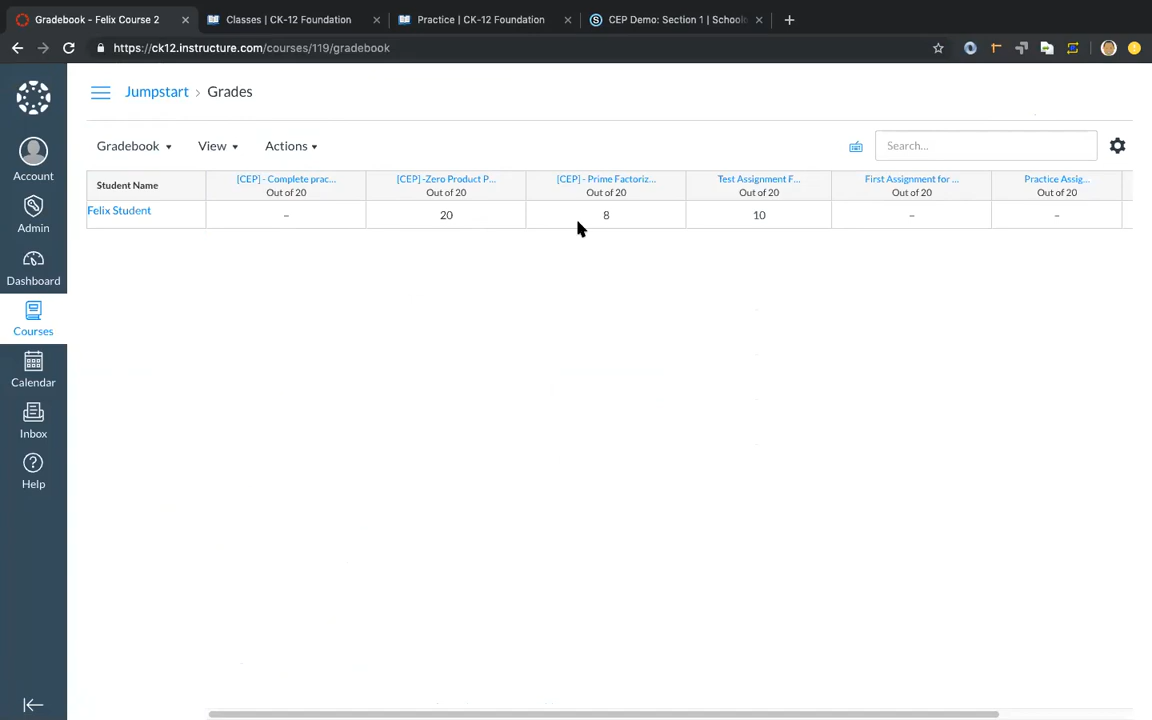 Gradebook - Felix Course 2
Classes | CK-12 Foundation
Practice | CK-12 Foundation
CEP Demo: Section 1 | Schoolo
https://ck12.instructure.com/courses/119/gradebook
Jumpstart > Grades
Account
Admin
Dashboard
Courses
Calendar
Inbox
Help
Gradebook
View
Actions
Search...
Student Name
[CEP] - Complete prac...
Out of 20
[CEP] -Zero Product P...
Out of 20
[CEP] - Prime Factoriz...
Out of 20
Test Assignment F...
Out of 20
First Assignment for ...
Out of 20
Practice Assig...
Out of 20
Felix Student
–
20
8
10
–
–